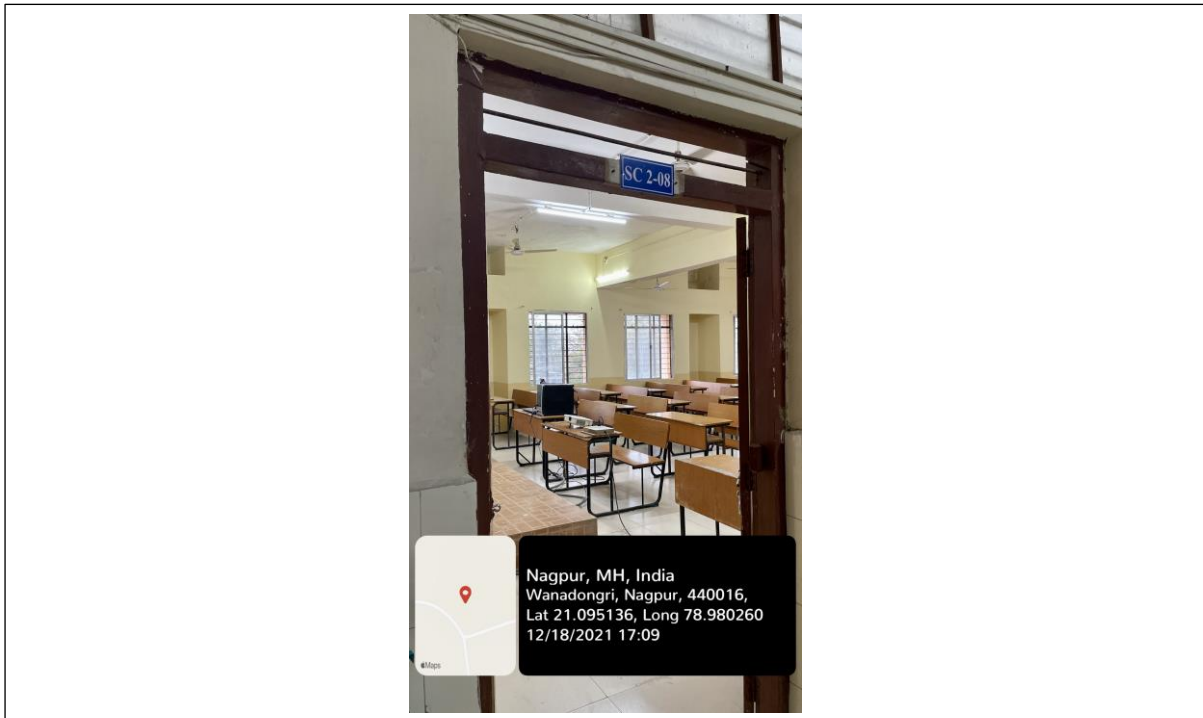 SC 2-08
Nagpur, MH, India
Wanadongri, Nagpur, 440016,
Lat 21.095136, Long 78.980260
12/18/2021 17:09
Maps